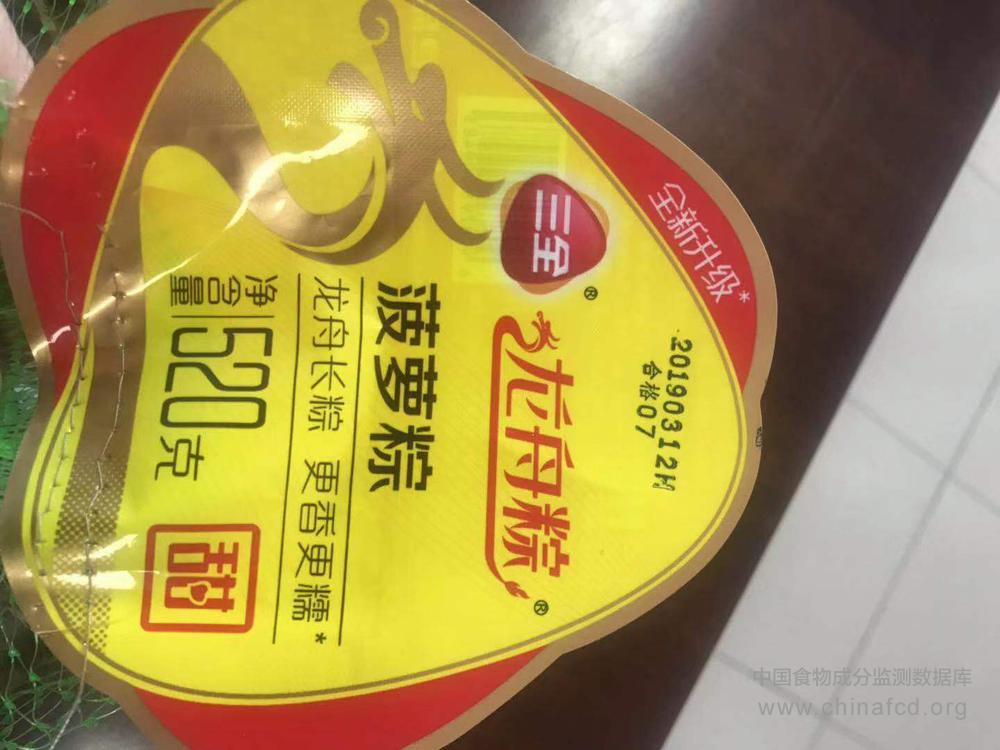 全新升级*
20190312H
合格07
三全®
龙舟粽®
菠萝粽
龙舟长粽 更香更糯*
净含量 520克
甜
中国食物成分监测数据库
www.chinafcd.org